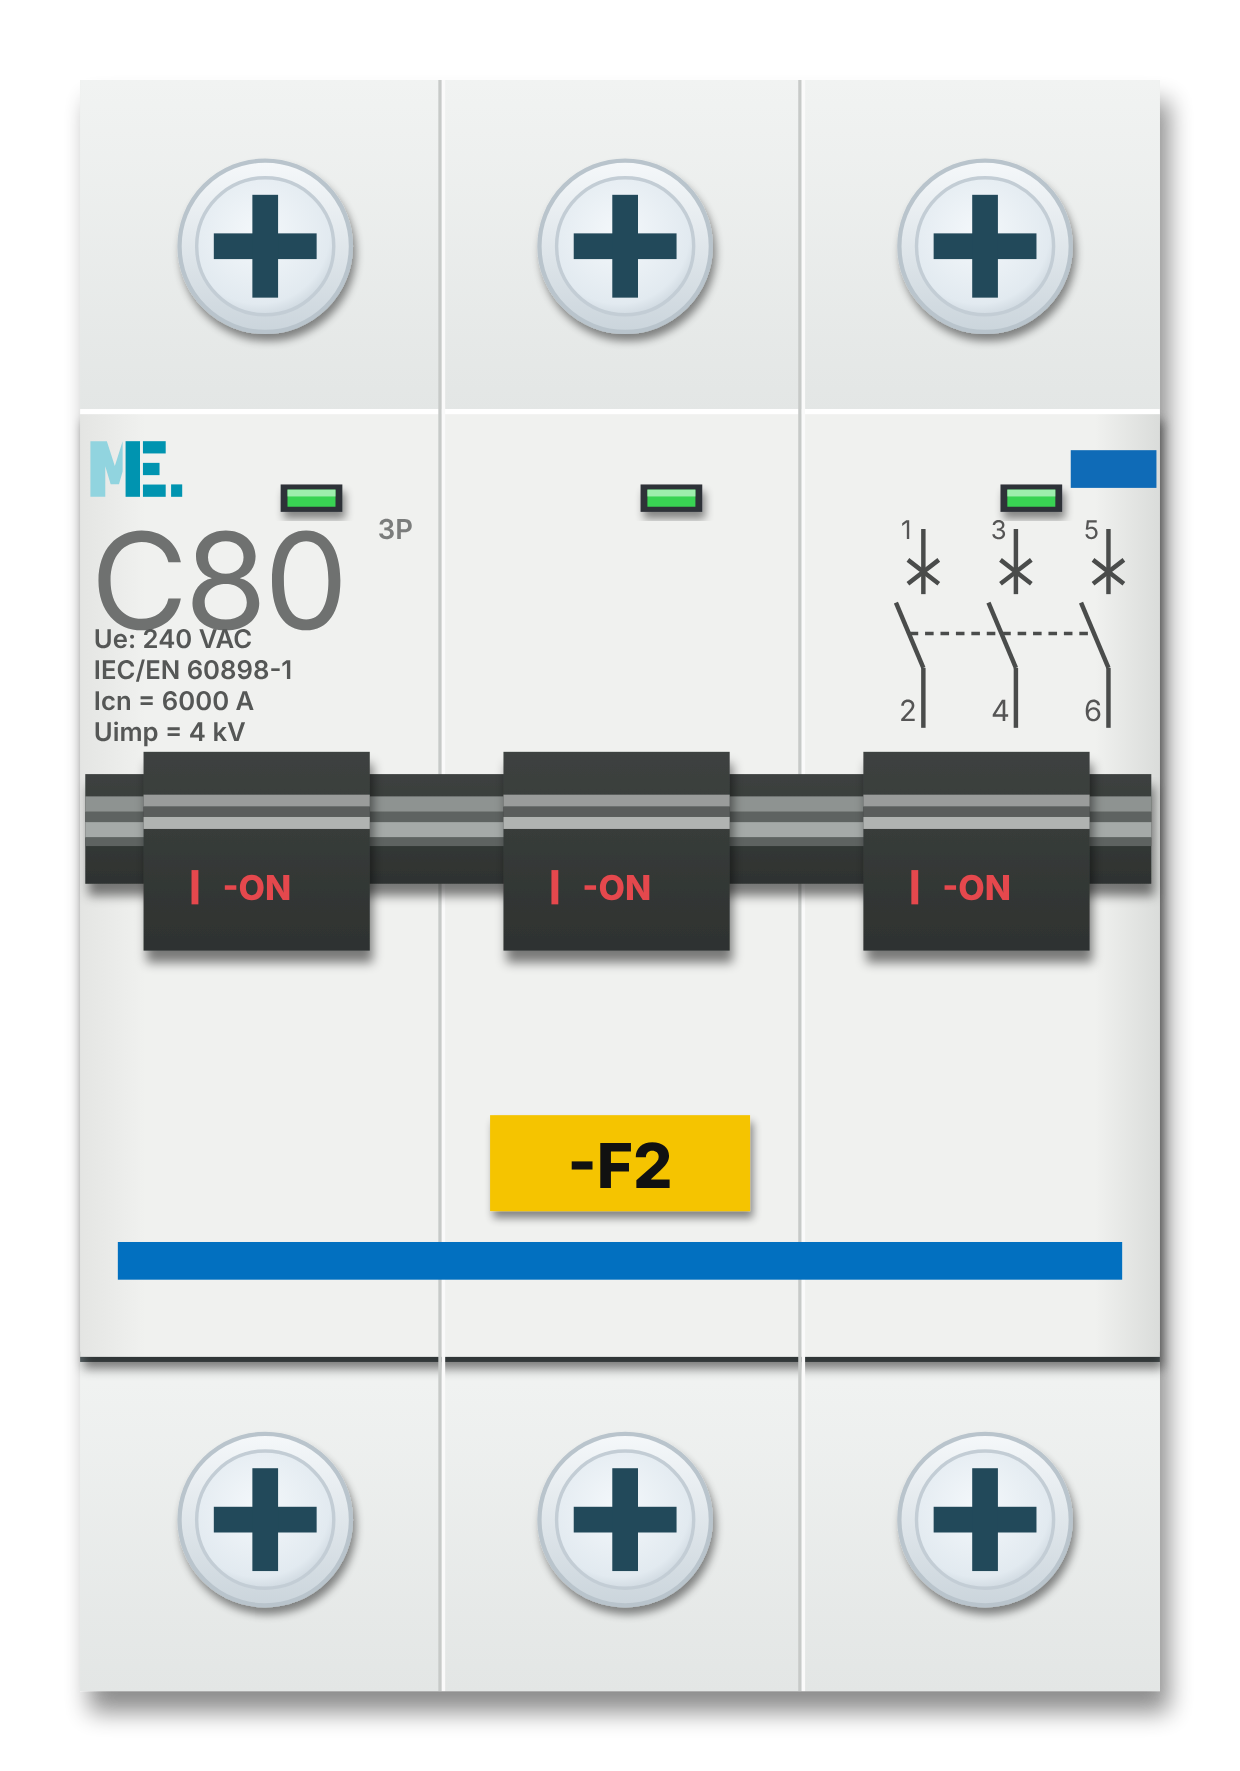 ME.
C80
3P
Ue: 240 VAC
IEC/EN 60898-1
Icn = 6000 A
Uimp = 4 kV
1 3 5
2 4 6
I -ON
I -ON
I -ON
-F2